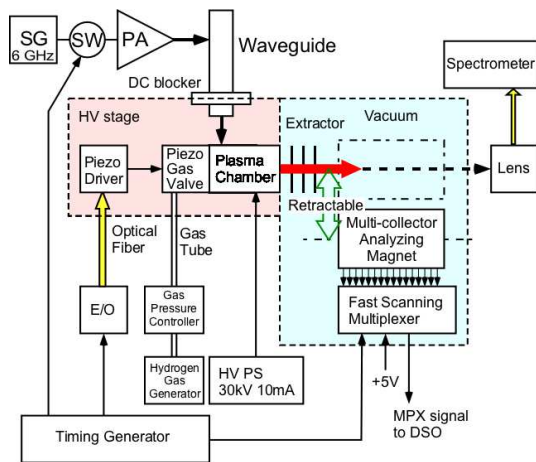 SG
6 GHz
SW
PA
Waveguide
DC blocker
Spectrometer
HV stage
Extractor
Vacuum
Piezo
Driver
Piezo
Gas
Valve
Plasma
Chamber
Lens
Retractable
Optical
Fiber
Gas
Tube
Multi-collector
Analyzing
Magnet
E/O
Gas
Pressure
Controller
Fast Scanning
Multiplexer
Hydrogen
Gas
Generator
HV PS
30kV 10mA
+5V
MPX signal
to DSO
Timing Generator